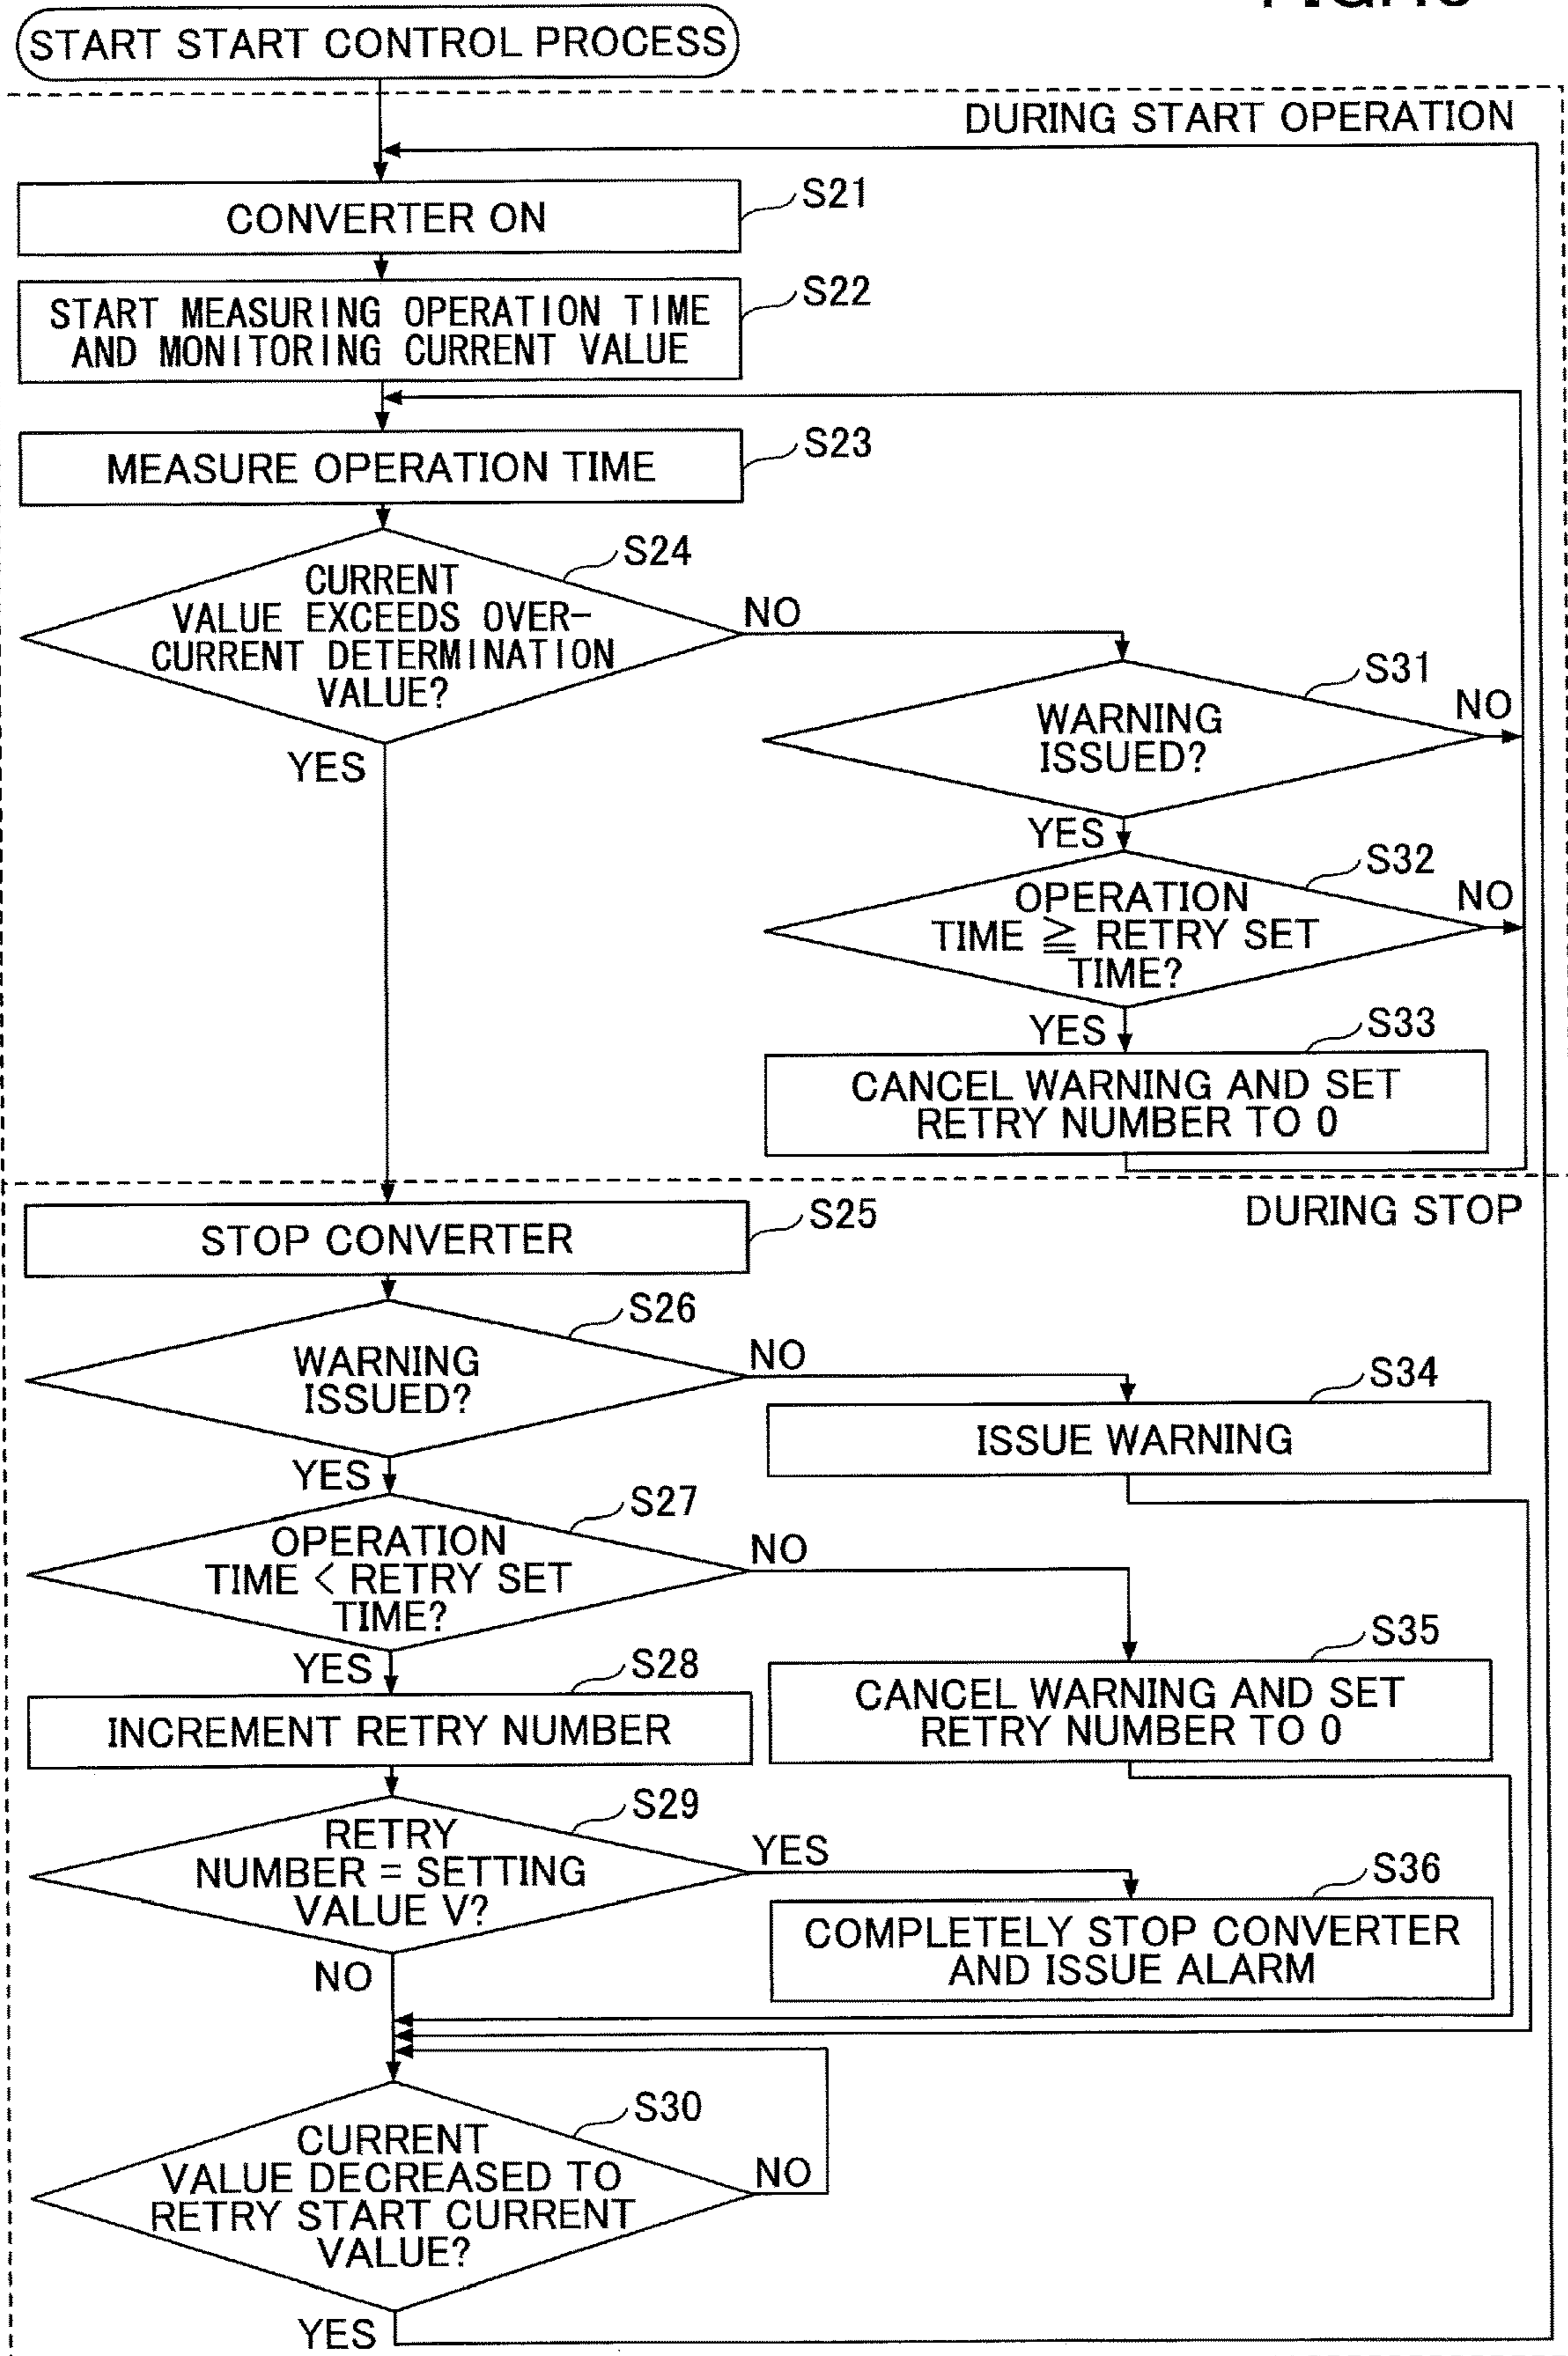 START START CONTROL PROCESS
DURING START OPERATION
CONVERTER ON
S21
START MEASURING OPERATION TIME
AND MONITORING CURRENT VALUE
S22
MEASURE OPERATION TIME
S23
CURRENT
VALUE EXCEEDS OVER-
CURRENT DETERMINATION
VALUE?
S24
NO
YES
WARNING
ISSUED?
S31
NO
YES
OPERATION
TIME ≧ RETRY SET
TIME?
S32
NO
YES
CANCEL WARNING AND SET
RETRY NUMBER TO 0
S33
DURING STOP
STOP CONVERTER
S25
WARNING
ISSUED?
S26
NO
YES
ISSUE WARNING
S34
OPERATION
TIME < RETRY SET
TIME?
S27
NO
YES
CANCEL WARNING AND SET
RETRY NUMBER TO 0
S35
INCREMENT RETRY NUMBER
S28
RETRY
NUMBER = SETTING
VALUE V?
S29
YES
NO
COMPLETELY STOP CONVERTER
AND ISSUE ALARM
S36
CURRENT
VALUE DECREASED TO
RETRY START CURRENT
VALUE?
S30
NO
YES